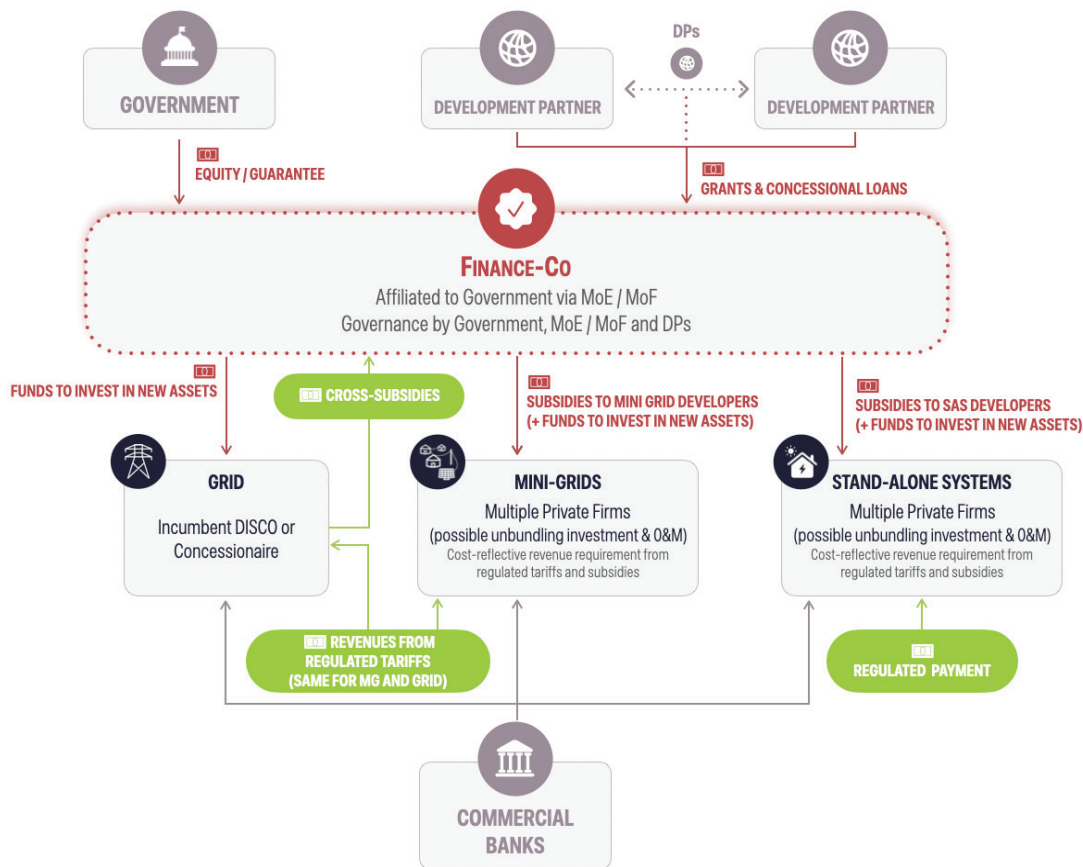 DPs
GOVERNMENT
DEVELOPMENT PARTNER
DEVELOPMENT PARTNER
EQUITY / GUARANTEE
GRANTS & CONCESSIONAL LOANS
FINANCE-CO
Affiliated to Government via MoE / MoF
Governance by Government, MoE / MoF and DPs
FUNDS TO INVEST IN NEW ASSETS
CROSS-SUBSIDIES
SUBSIDIES TO MINI GRID DEVELOPERS
(+ FUNDS TO INVEST IN NEW ASSETS)
SUBSIDIES TO SAS DEVELOPERS
(+ FUNDS TO INVEST IN NEW ASSETS)
GRID
Incumbent DISCO or
Concessionaire
MINI-GRIDS
Multiple Private Firms
(possible unbundling investment & O&M)
Cost-reflective revenue requirement from
regulated tariffs and subsidies
STAND-ALONE SYSTEMS
Multiple Private Firms
(possible unbundling investment & O&M)
Cost-reflective revenue requirement from
regulated tariffs and subsidies
REVENUES FROM
REGULATED TARIFFS
(SAME FOR MG AND GRID)
REGULATED PAYMENT
COMMERCIAL
BANKS